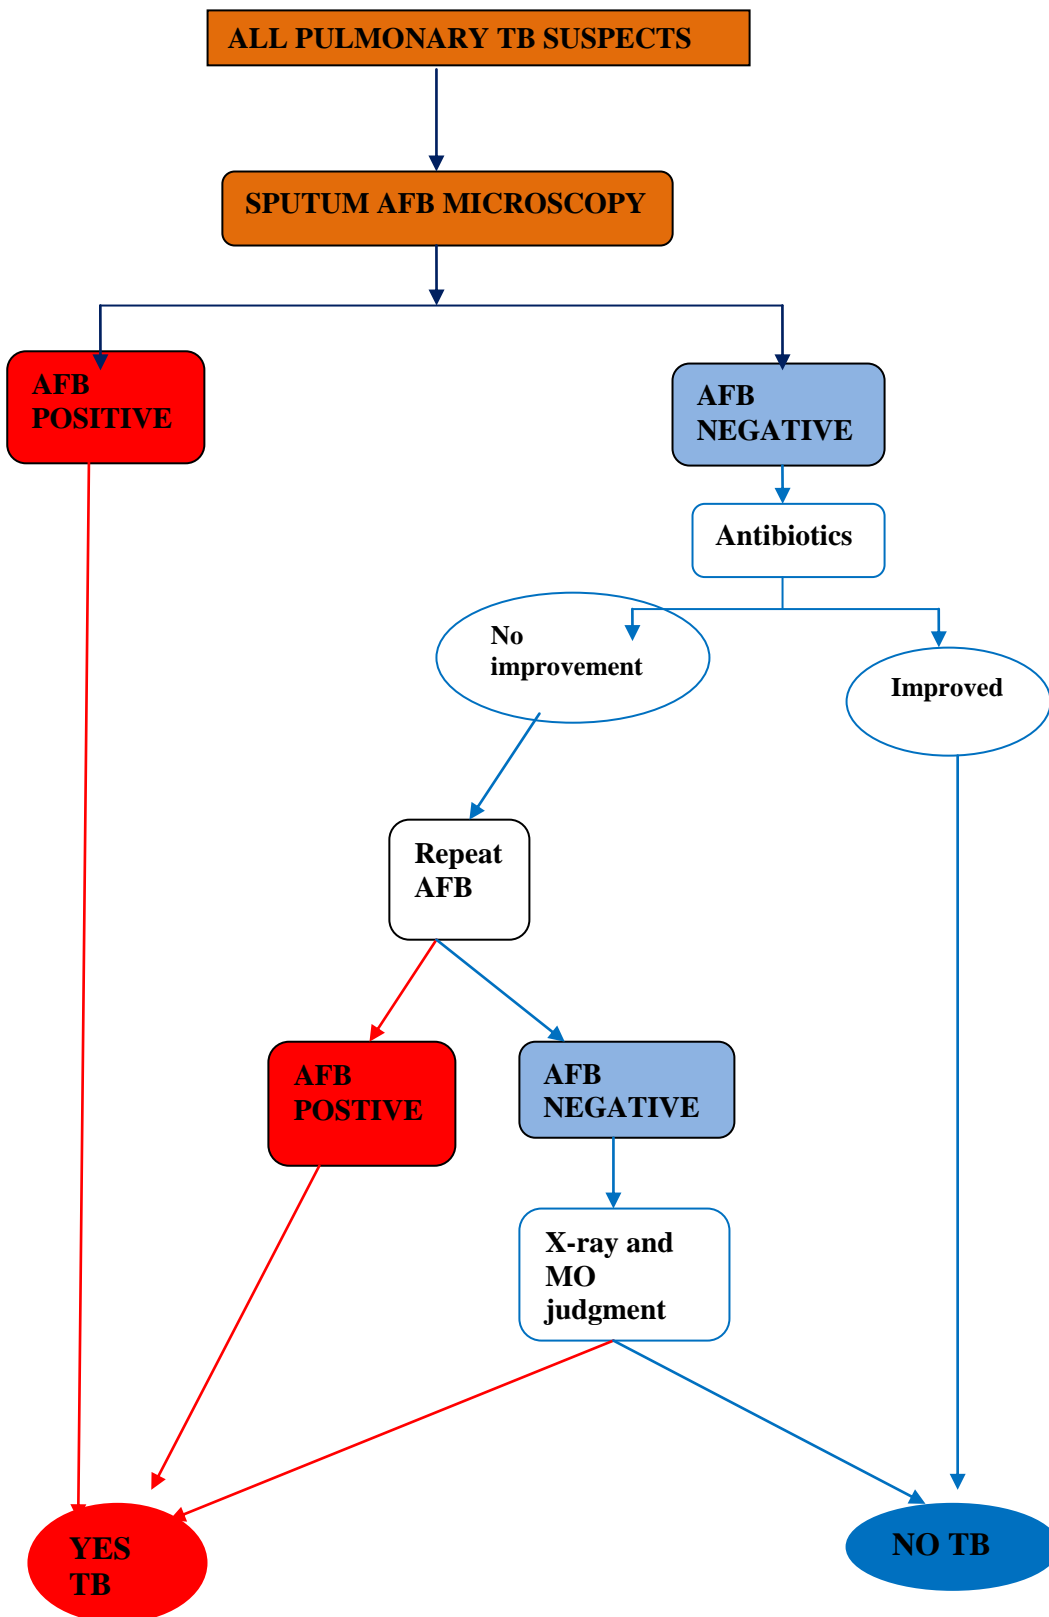 ALL PULMONARY TB SUSPECTS
SPUTUM AFB MICROSCOPY
AFB
POSITIVE
AFB
NEGATIVE
Antibiotics
No
improvement
Improved
Repeat
AFB
AFB
POSTIVE
AFB
NEGATIVE
X-ray and
MO
judgment
YES
TB
NO TB